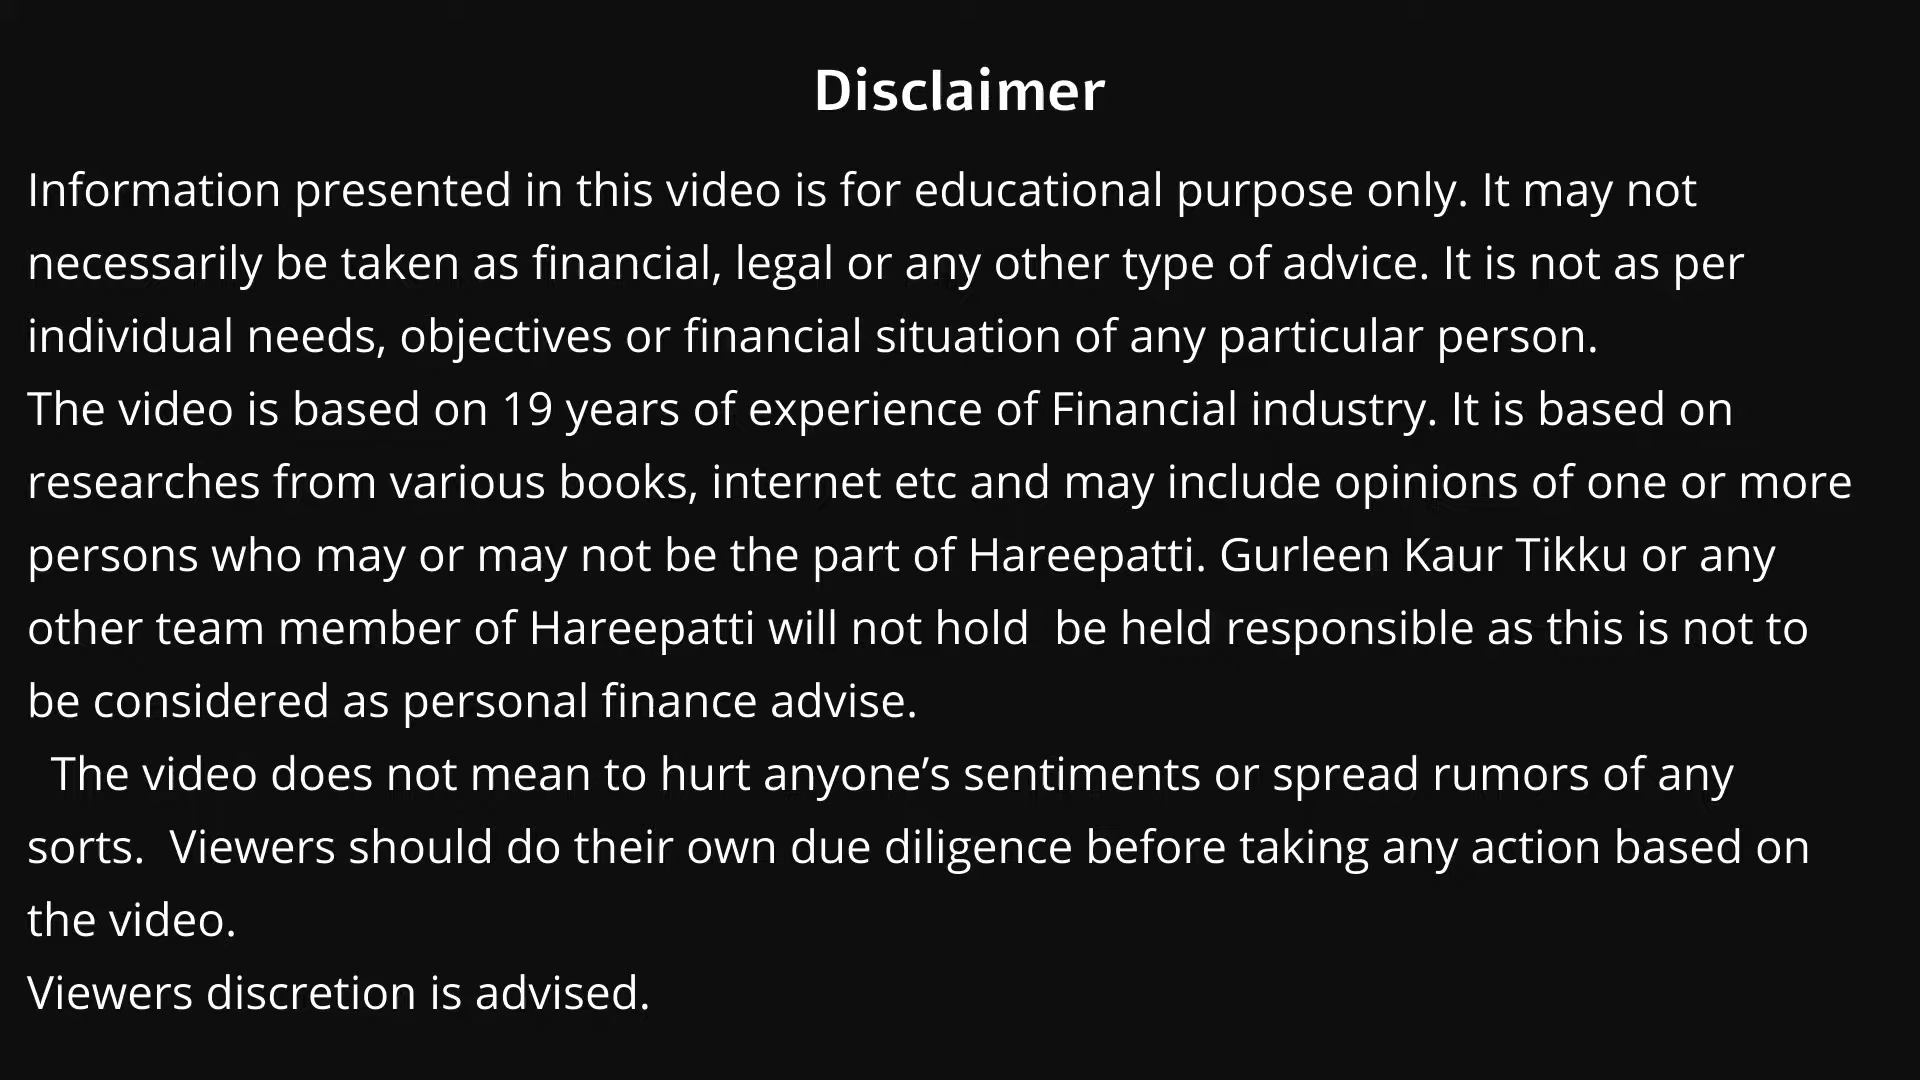 Disclaimer
Information presented in this video is for educational purpose only. It may not
necessarily be taken as financial, legal or any other type of advice. It is not as per
individual needs, objectives or financial situation of any particular person.
The video is based on 19 years of experience of Financial industry. It is based on
researches from various books, internet etc and may include opinions of one or more
persons who may or may not be the part of Hareepatti. Gurleen Kaur Tikku or any
other team member of Hareepatti will not hold  be held responsible as this is not to
be considered as personal finance advise.
The video does not mean to hurt anyone’s sentiments or spread rumors of any
sorts.  Viewers should do their own due diligence before taking any action based on
the video.
Viewers discretion is advised.